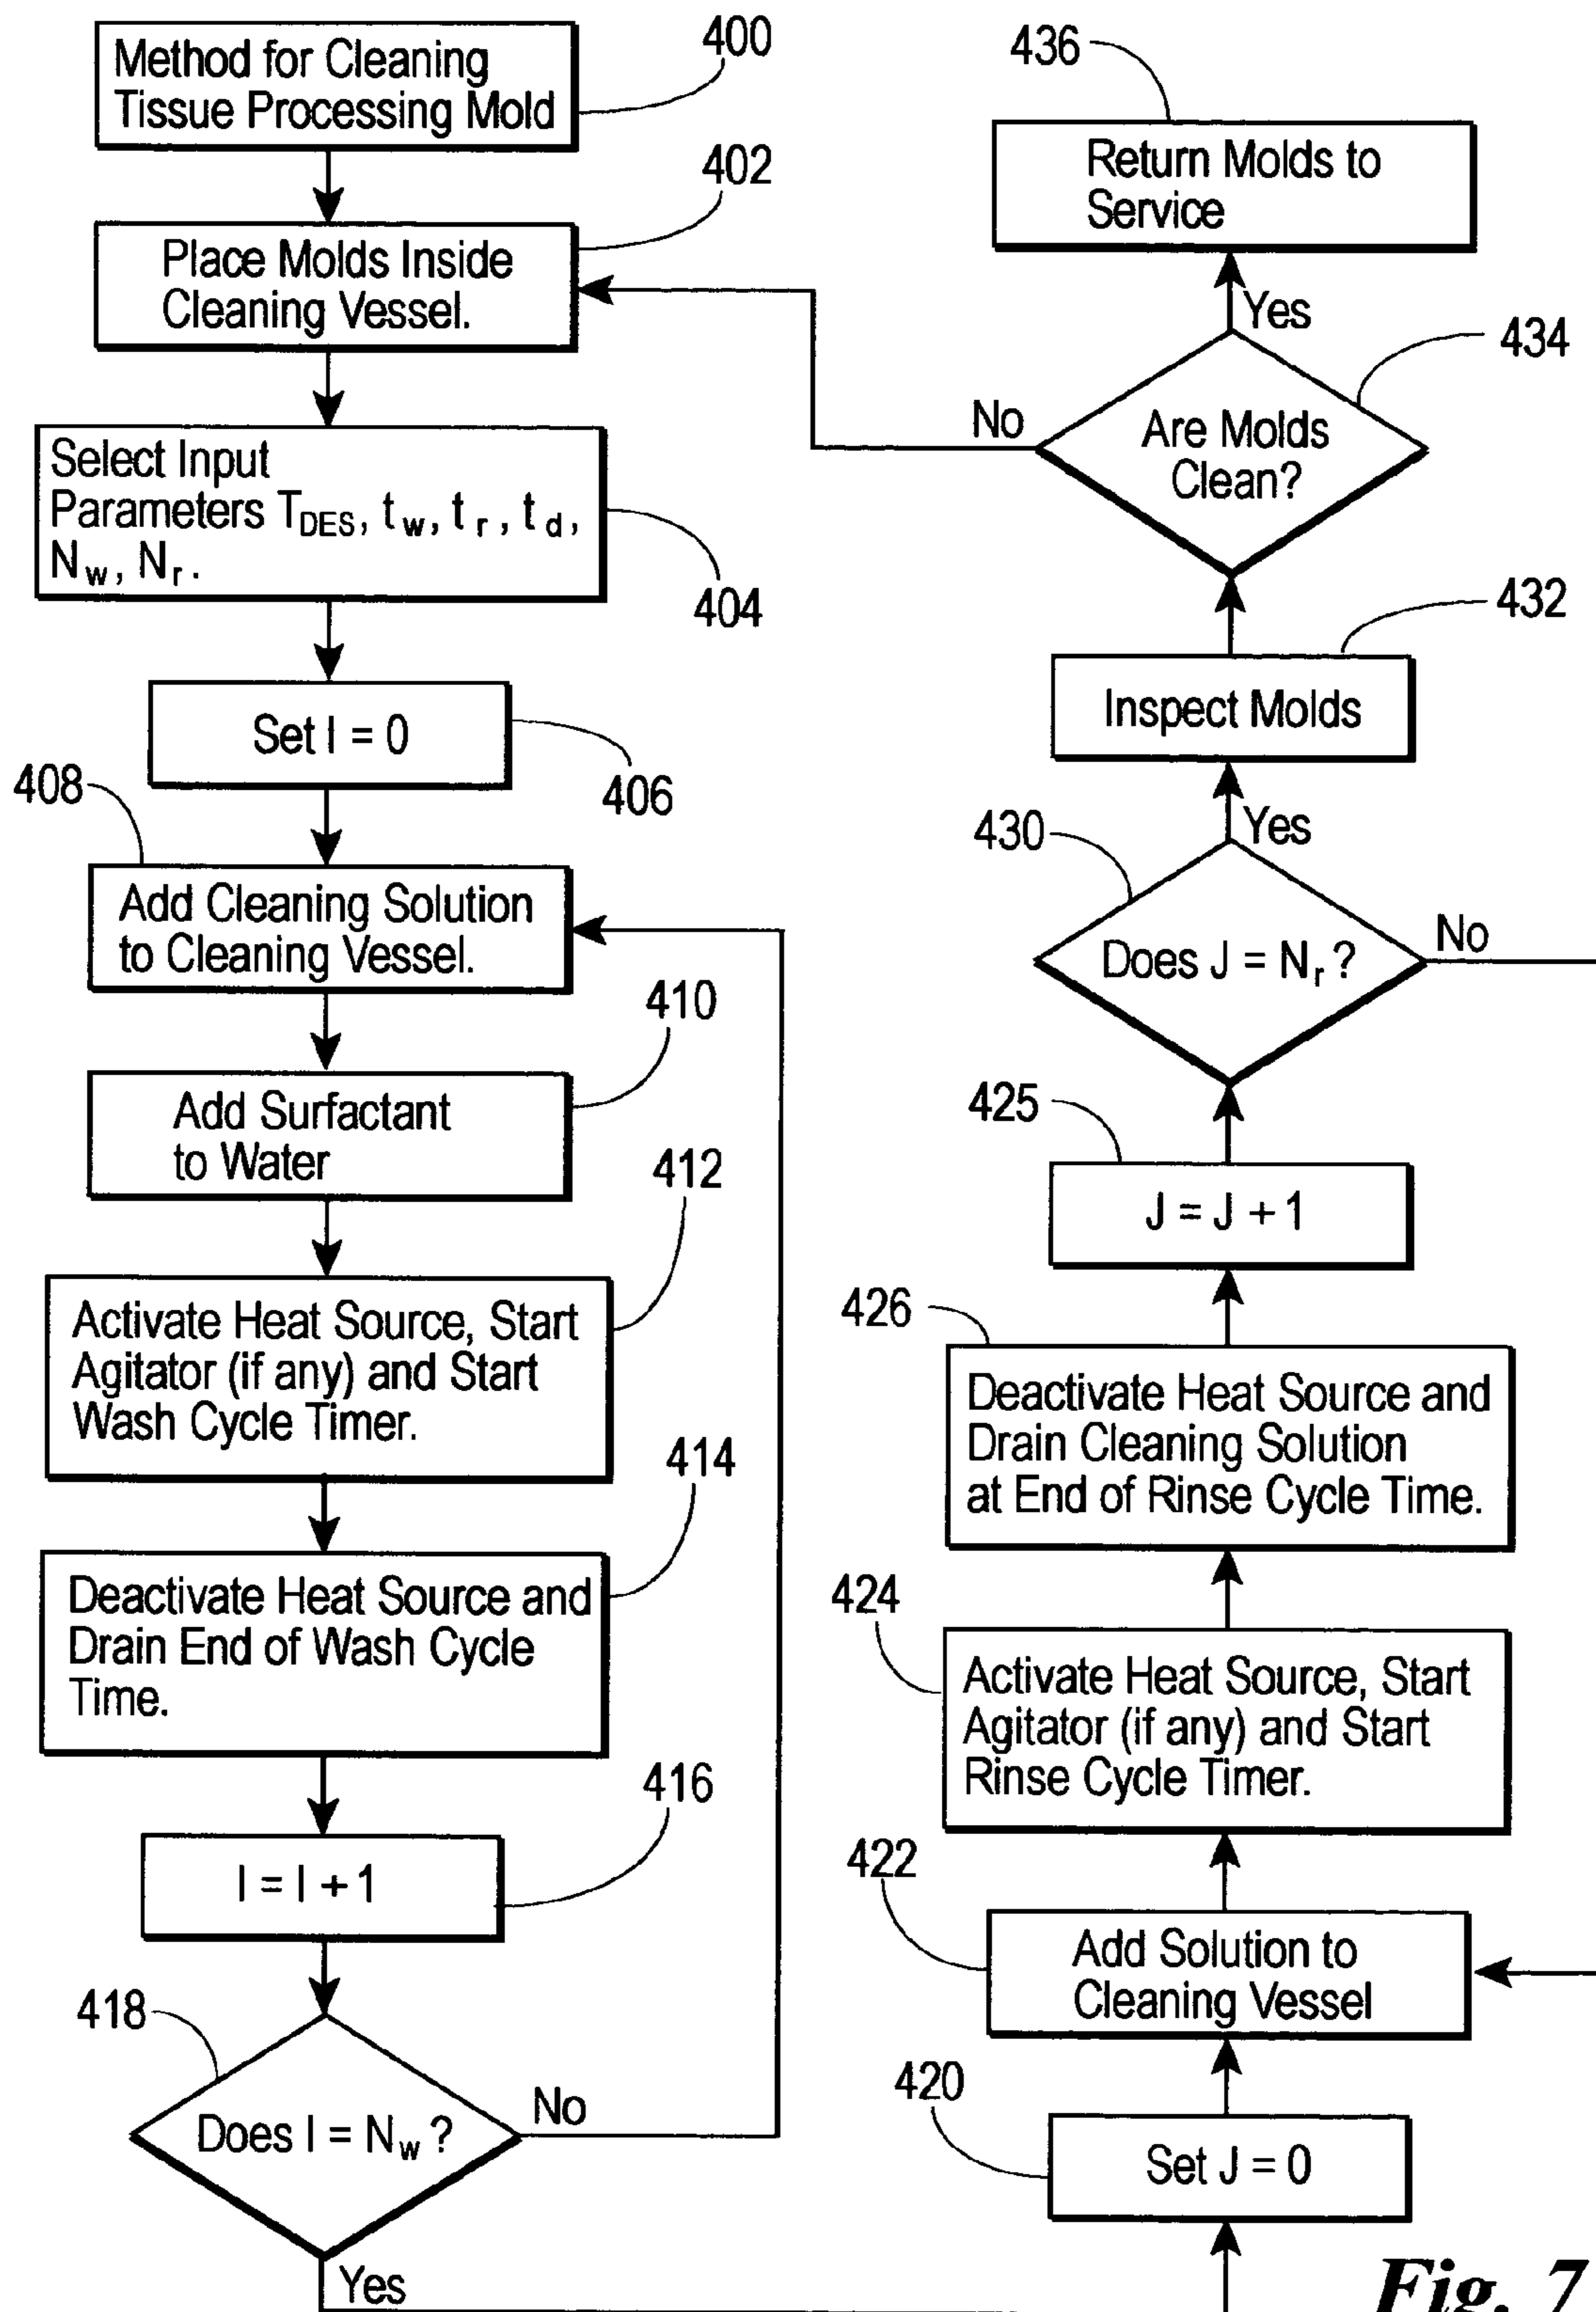 400
Method for Cleaning
Tissue Processing Mold
402
Place Molds Inside
Cleaning Vessel.
Select Input
Parameters T_DES, t_w, t_r, t_d,
N_w, N_r.
404
Set I = 0
406
408
Add Cleaning Solution
to Cleaning Vessel.
410
Add Surfactant
to Water
412
Activate Heat Source, Start
Agitator (if any) and Start
Wash Cycle Timer.
414
Deactivate Heat Source and
Drain End of Wash Cycle
Time.
416
I = I + 1
418
Does I = N_w ?
No
Yes
420
Set J = 0
422
Add Solution to
Cleaning Vessel
424
Activate Heat Source, Start
Agitator (if any) and Start
Rinse Cycle Timer.
426
Deactivate Heat Source and
Drain Cleaning Solution
at End of Rinse Cycle Time.
425
J = J + 1
430
Does J = N_r ?
No
Yes
432
Inspect Molds
434
Are Molds
Clean?
No
Yes
436
Return Molds to
Service
Fig. 7